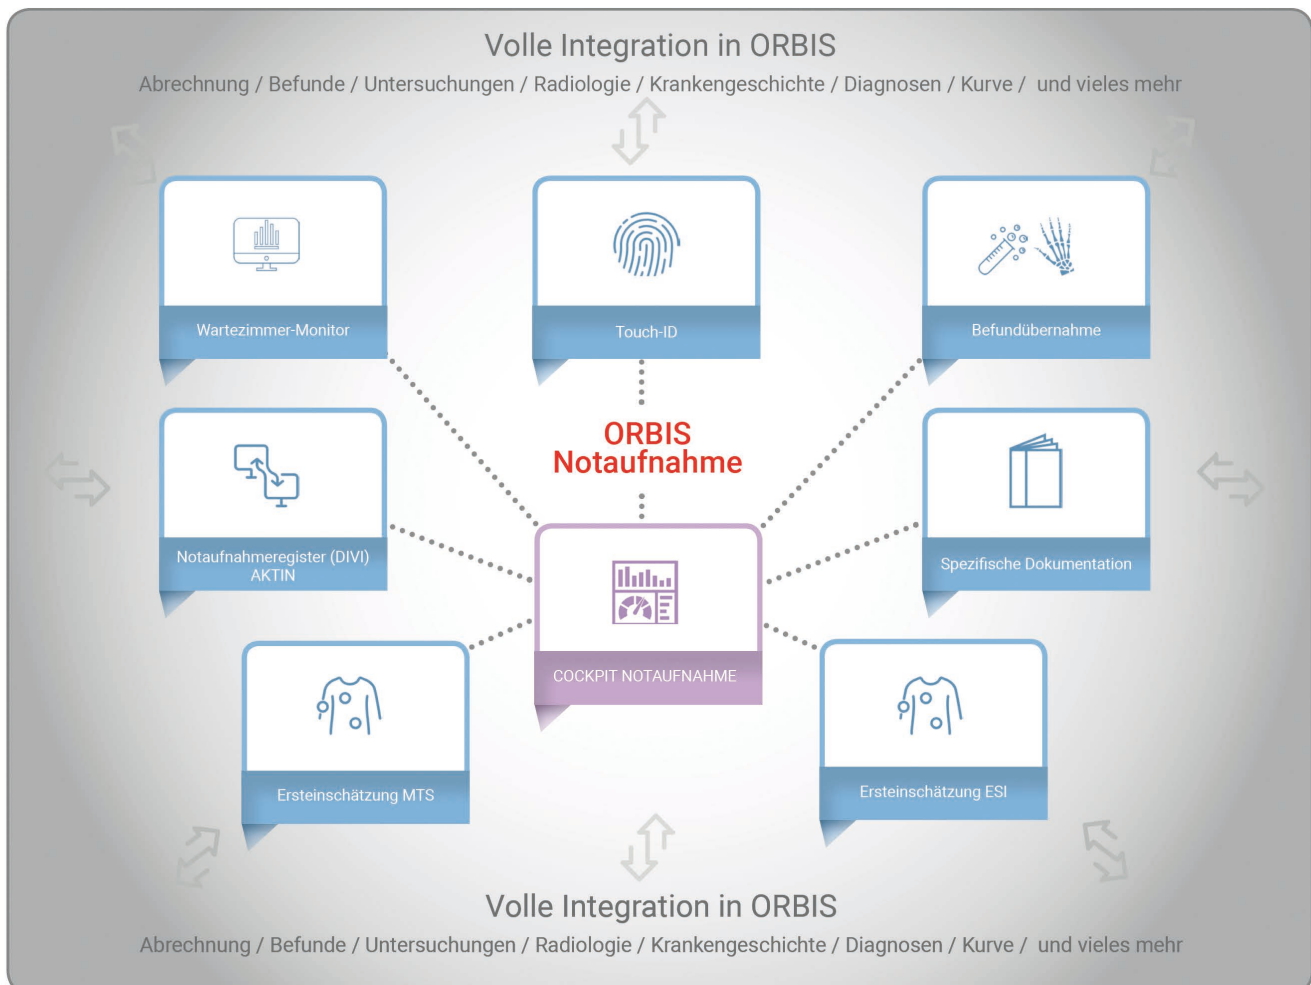 Volle Integration in ORBIS
Abrechnung / Befunde / Untersuchungen / Radiologie / Krankengeschichte / Diagnosen / Kurve / und vieles mehr
Wartezimmer-Monitor
Touch-ID
Befundübernahme
ORBIS
Notaufnahme
Notaufnahmeregister (DIVI)
AKTIN
Spezifische Dokumentation
COCKPIT NOTAUFNAHME
Ersteinschätzung MTS
Ersteinschätzung ESI
Volle Integration in ORBIS
Abrechnung / Befunde / Untersuchungen / Radiologie / Krankengeschichte / Diagnosen / Kurve / und vieles mehr